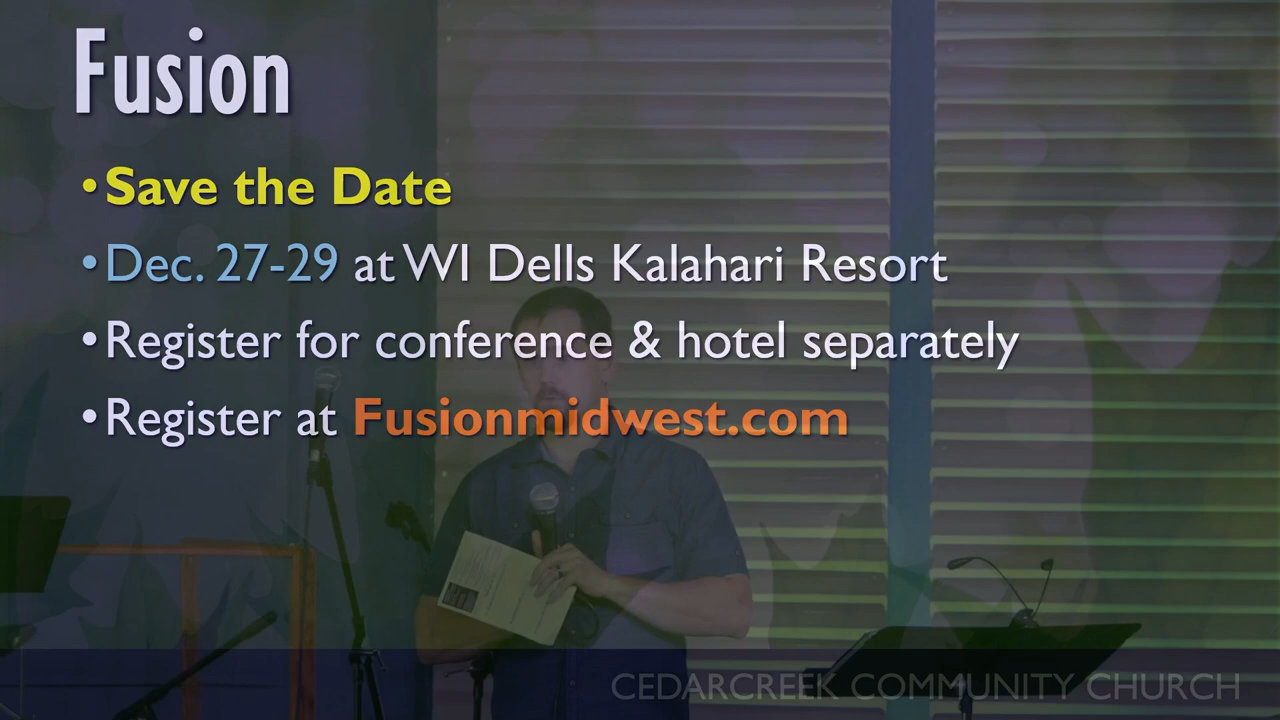 Fusion
•Save the Date
•Dec. 27-29 at WI Dells Kalahari Resort
•Register for conference & hotel separately
•Register at Fusionmidwest.com
CEDARCREEK COMMUNITY CHURCH